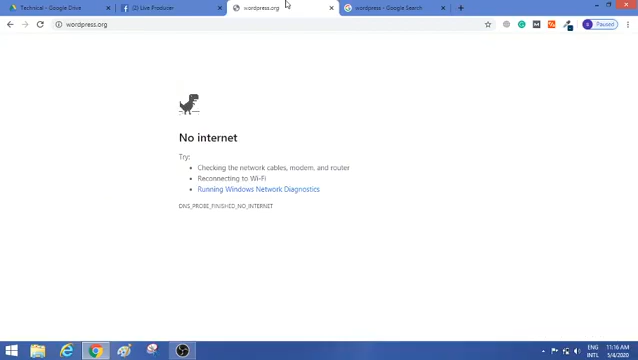 Technical - Google Drive
(2) Live Producer
wordpress.org
wordpress - Google Search
wordpress.org
Paused
No internet
Try:
Checking the network cables, modem, and router
Reconnecting to Wi-Fi
Running Windows Network Diagnostics
DNS_PROBE_FINISHED_NO_INTERNET
ENG
11:16 AM
INTL
5/4/2020